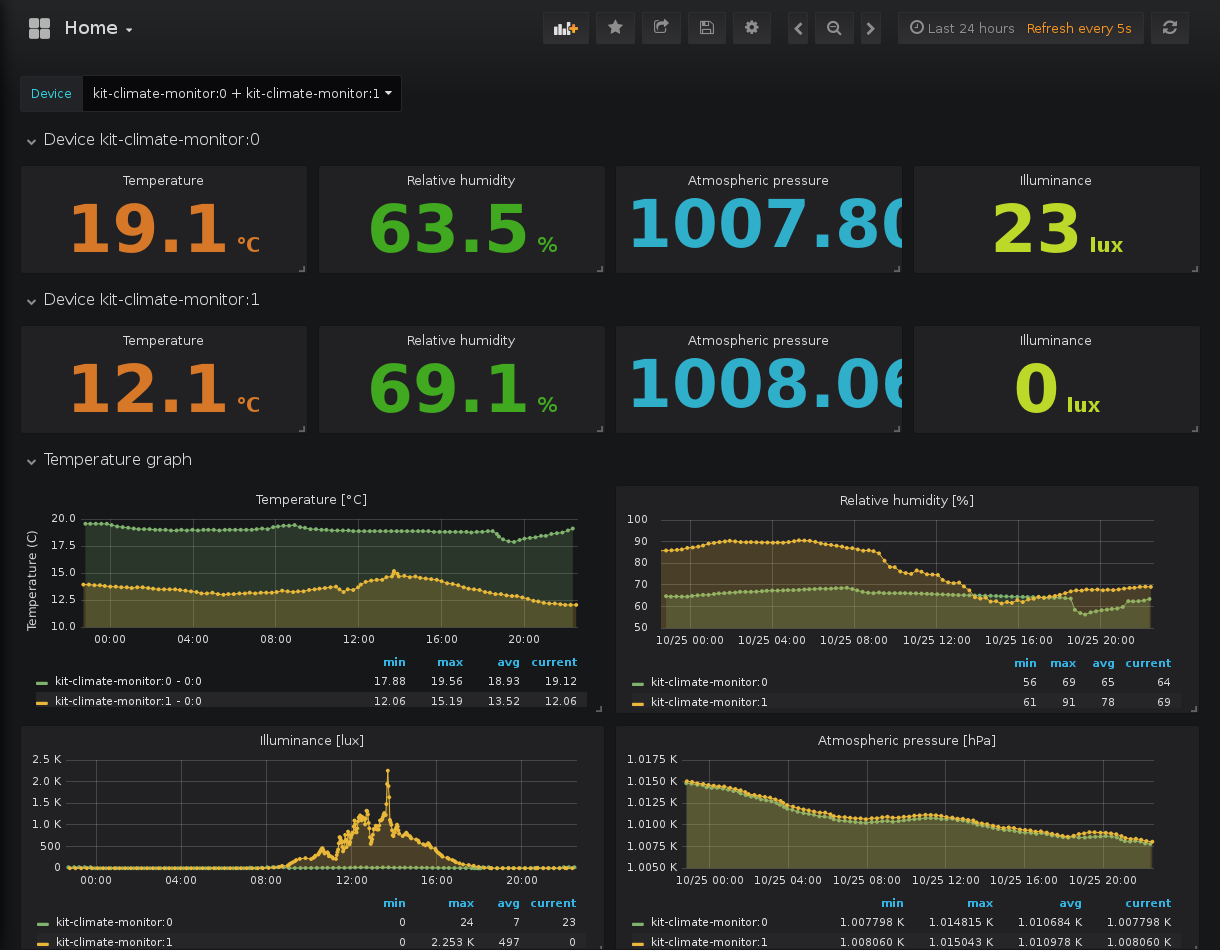 Home
Last 24 hours Refresh every 5s
Device kit-climate-monitor:0 + kit-climate-monitor:1
Device kit-climate-monitor:0
Temperature Relative humidity Atmospheric pressure Illuminance
19.1 °C 63.5 % 1007.80 23 lux
Device kit-climate-monitor:1
Temperature Relative humidity Atmospheric pressure Illuminance
12.1 °C 69.1 % 1008.06 0 lux
Temperature graph
Temperature [°C]
Temperature (C)
20.0
17.5
15.0
12.5
10.0
00:00 04:00 08:00 12:00 16:00 20:00
min max avg current
kit-climate-monitor:0 - 0:0 17.88 19.56 18.93 19.12
kit-climate-monitor:1 - 0:0 12.06 15.19 13.52 12.06
Relative humidity [%]
100
90
80
70
60
50
10/25 00:00 10/25 04:00 10/25 08:00 10/25 12:00 10/25 16:00 10/25 20:00
min max avg current
kit-climate-monitor:0 56 69 65 64
kit-climate-monitor:1 61 91 78 69
Illuminance [lux]
2.5 K
2.0 K
1.5 K
1.0 K
500
0
00:00 04:00 08:00 12:00 16:00 20:00
min max avg current
kit-climate-monitor:0 0 24 7 23
kit-climate-monitor:1 0 2.253 K 497 0
Atmospheric pressure [hPa]
1.0175 K
1.0150 K
1.0125 K
1.0100 K
1.0075 K
1.0050 K
10/25 00:00 10/25 04:00 10/25 08:00 10/25 12:00 10/25 16:00 10/25 20:00
min max avg current
kit-climate-monitor:0 1.007798 K 1.014815 K 1.010684 K 1.007798 K
kit-climate-monitor:1 1.008060 K 1.015043 K 1.010978 K 1.008060 K